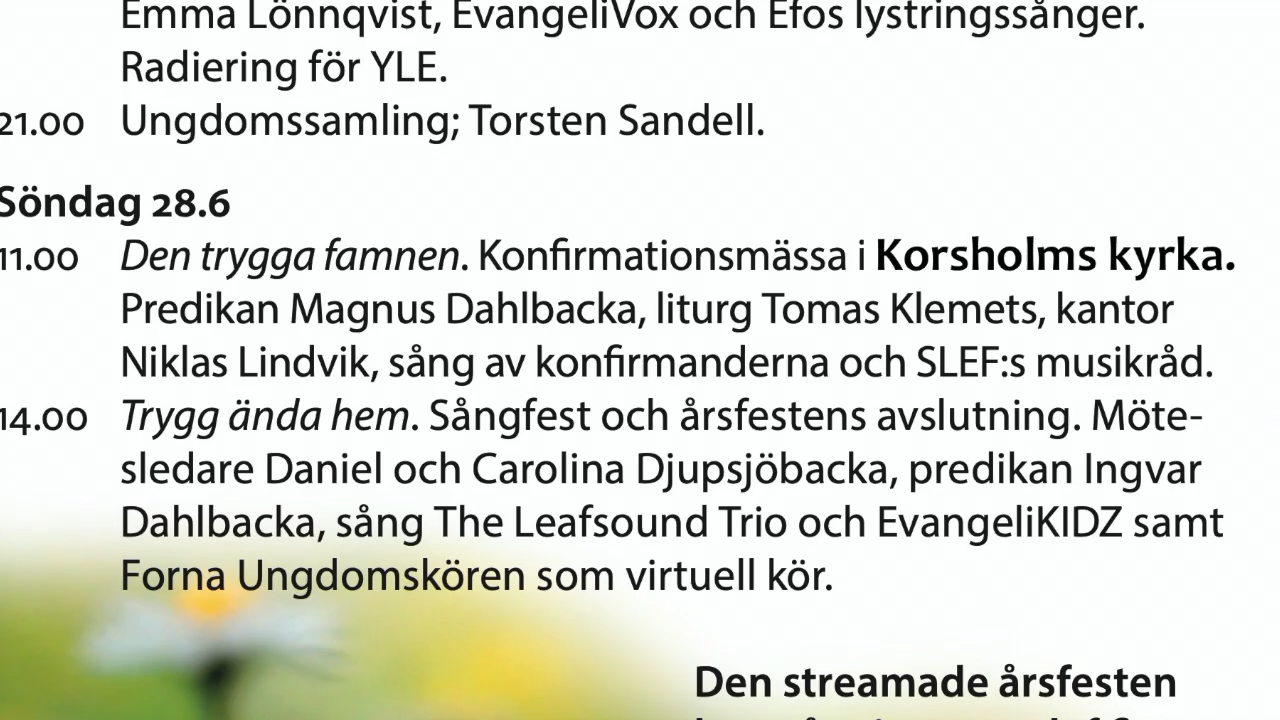 Emma Lönnqvist, EvangeliVox och Efos lystringssånger.
Radiering för YLE.
21.00 Ungdomssamling; Torsten Sandell.
Söndag 28.6
11.00 Den trygga famnen. Konfirmationsmässa i Korsholms kyrka.
Predikan Magnus Dahlbacka, liturg Tomas Klemets, kantor
Niklas Lindvik, sång av konfirmanderna och SLEF:s musikråd.
14.00 Trygg ända hem. Sångfest och årsfestens avslutning. Möte-
sledare Daniel och Carolina Djupsjöbacka, predikan Ingvar
Dahlbacka, sång The Leafsound Trio och EvangeliKIDZ samt
Forna Ungdomskören som virtuell kör.
Den streamade årsfesten